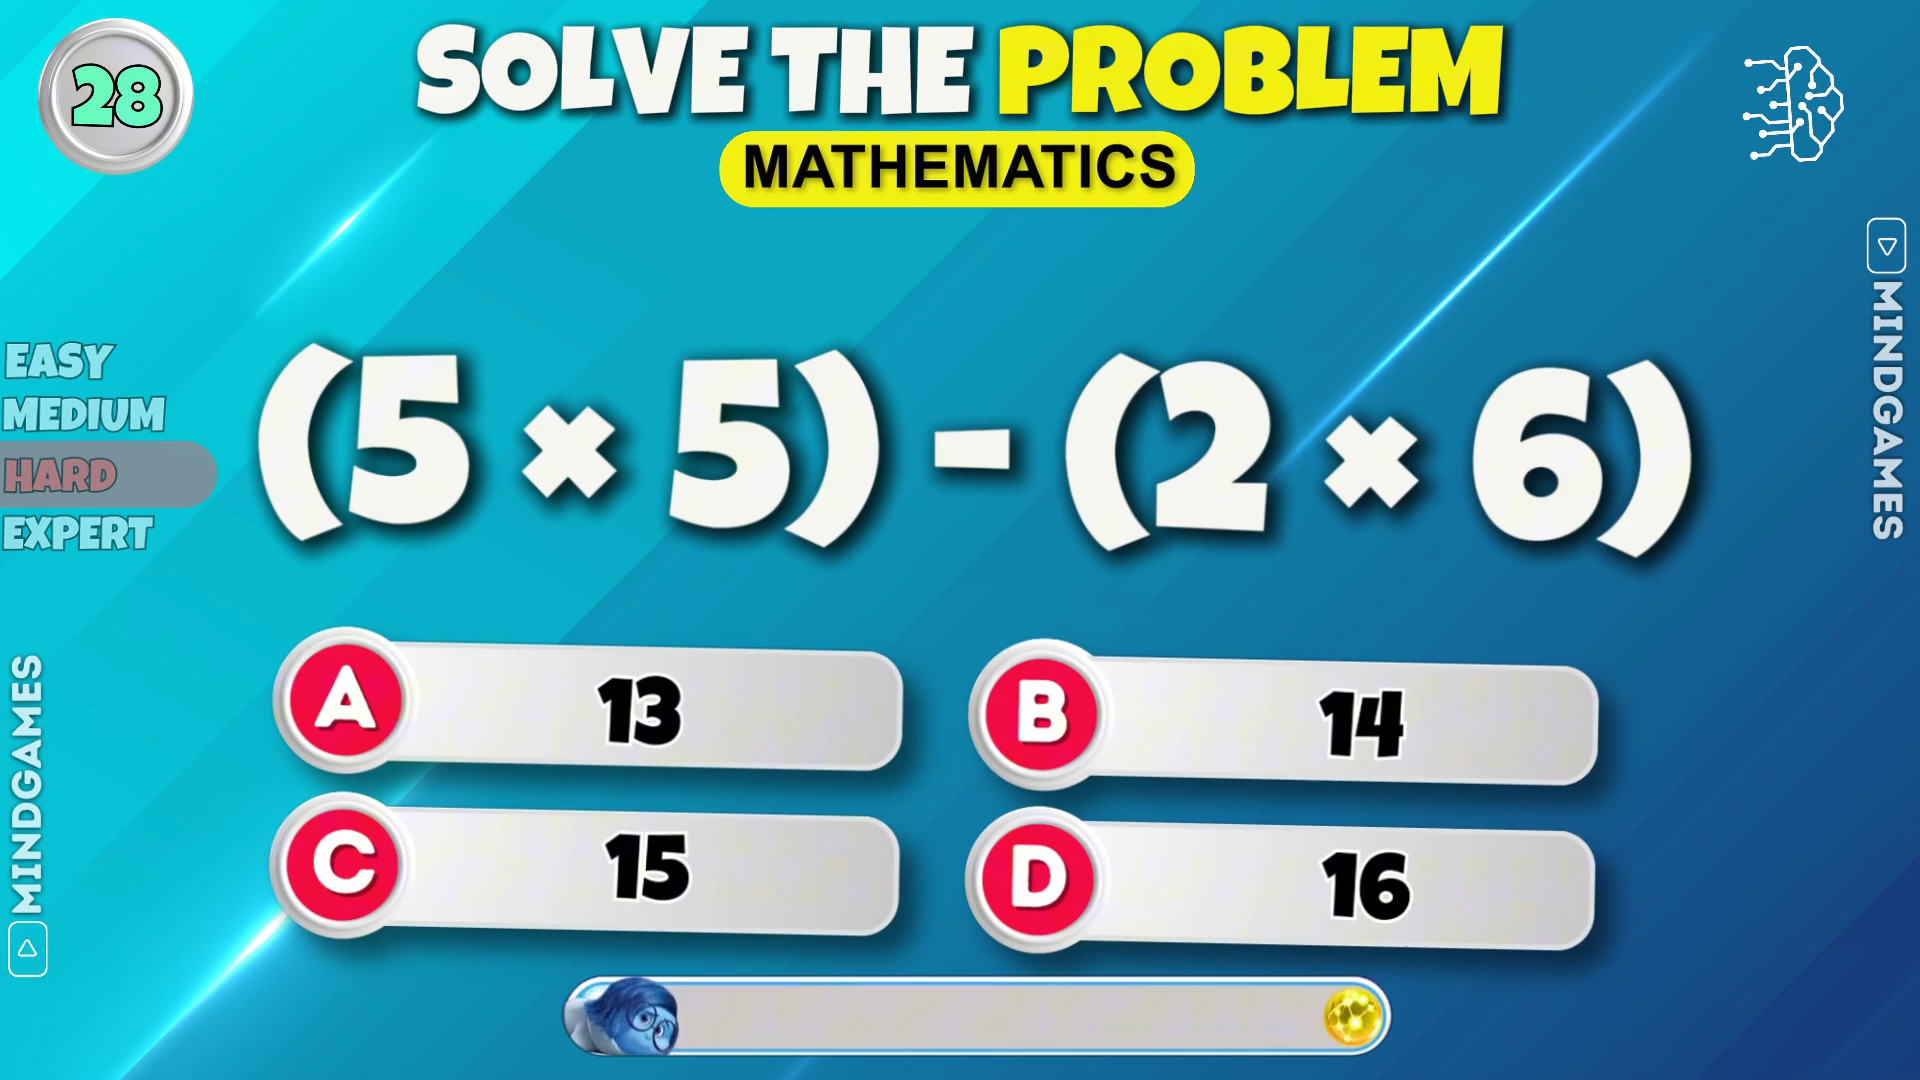 28
SOLVE THE PROBLEM
MATHEMATICS
EASY
MEDIUM
HARD
EXPERT
(5 × 5) - (2 × 6)
A 13
B 14
C 15
D 16
MINDGAMES
MINDGAMES